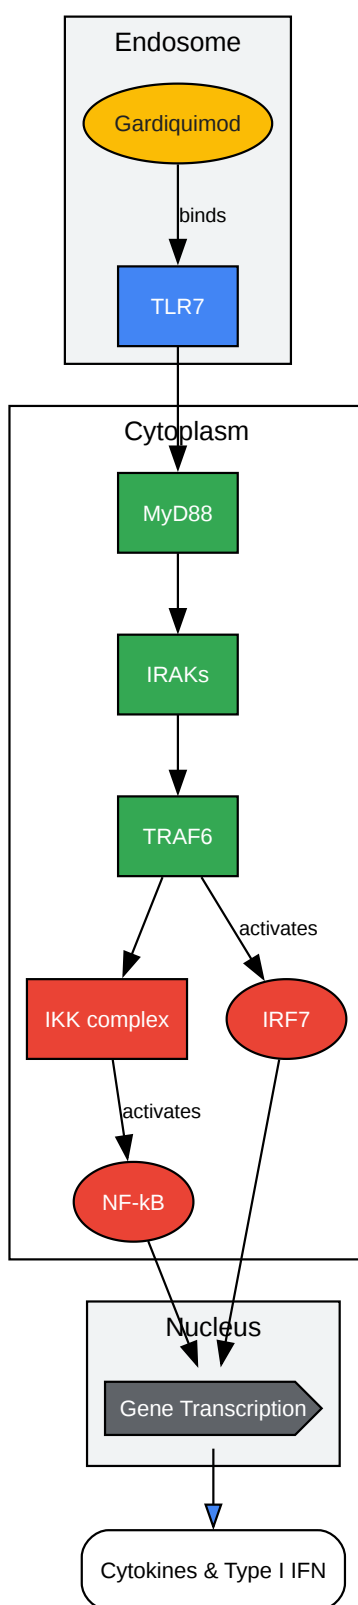 Endosome
Gardiquimod
binds
TLR7
Cytoplasm
MyD88
IRAKs
TRAF6
activates
IKK complex
IRF7
activates
NF-kB
Nucleus
Gene Transcription
Cytokines & Type I IFN